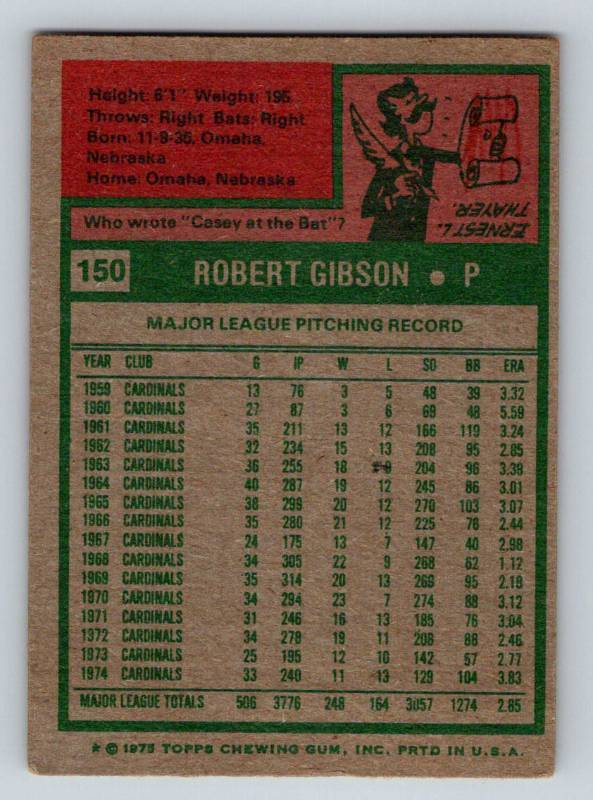 Height: 6'1" Weight: 195
Throws: Right Bats: Right
Born: 11-9-35, Omaha,
Nebraska
Home: Omaha, Nebraska
Who wrote "Casey at the Bat"?
ERNEST L.
THAYER.
150 ROBERT GIBSON • P
MAJOR LEAGUE PITCHING RECORD
YEAR CLUB G IP W L SO BB ERA
1959 CARDINALS 13 76 3 5 48 39 3.32
1960 CARDINALS 27 87 3 6 69 48 5.59
1961 CARDINALS 35 211 13 12 166 119 3.24
1962 CARDINALS 32 234 15 13 208 95 2.85
1963 CARDINALS 36 255 18 204 96 3.39
1964 CARDINALS 40 287 19 12 245 86 3.01
1965 CARDINALS 38 299 20 12 270 103 3.07
1966 CARDINALS 35 280 21 12 225 78 2.44
1967 CARDINALS 24 175 13 7 147 40 2.98
1968 CARDINALS 34 305 22 9 268 62 1.12
1969 CARDINALS 35 314 20 13 269 95 2.18
1970 CARDINALS 34 294 23 7 274 88 3.12
1971 CARDINALS 31 246 16 13 185 76 3.04
1972 CARDINALS 34 278 19 11 208 88 2.46
1973 CARDINALS 25 195 12 10 142 57 2.77
1974 CARDINALS 33 240 11 13 129 104 3.83
MAJOR LEAGUE TOTALS 506 3776 248 164 3057 1274 2.85
* © 1975 TOPPS CHEWING GUM, INC. PRTD IN U.S.A.